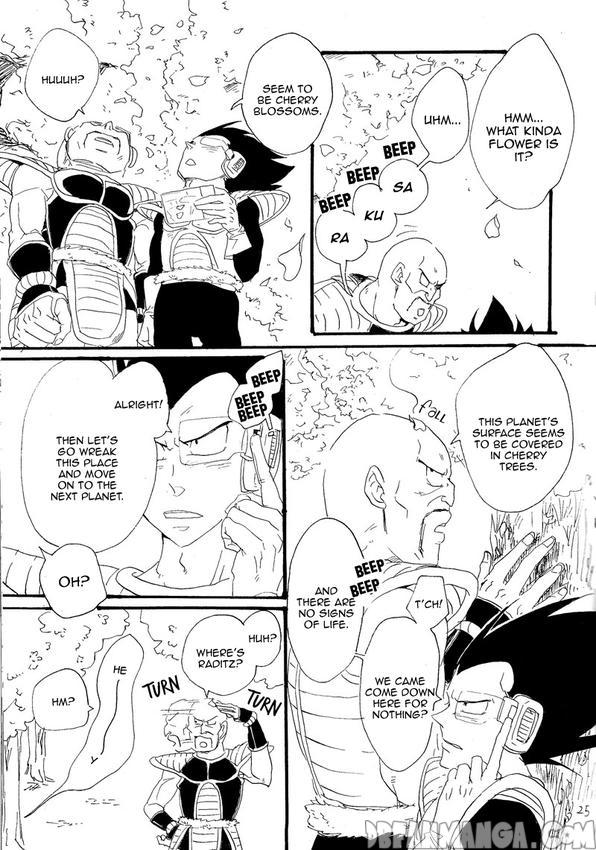 HMM...
WHAT KINDA
FLOWER IS
IT?
UHM...
BEEP
BEEP
BEEP
SA
KU
RA
SEEM TO
BE CHERRY
BLOSSOMS.
HUUUH?
THIS PLANET'S
SURFACE SEEMS
TO BE COVERED
IN CHERRY
TREES.
fall
BEEP
BEEP
AND
THERE ARE
NO SIGNS
OF LIFE.
T'CH!
WE CAME
COME DOWN
HERE FOR
NOTHING?
BEEP
BEEP
BEEP
ALRIGHT!
THEN LET'S
GO WREAK
THIS PLACE
AND MOVE
ON TO THE
NEXT PLANET.
OH?
HUH?
WHERE'S
RADITZ?
TURN
TURN
HE
Y
HM?
25
DBFANMANGA.COM